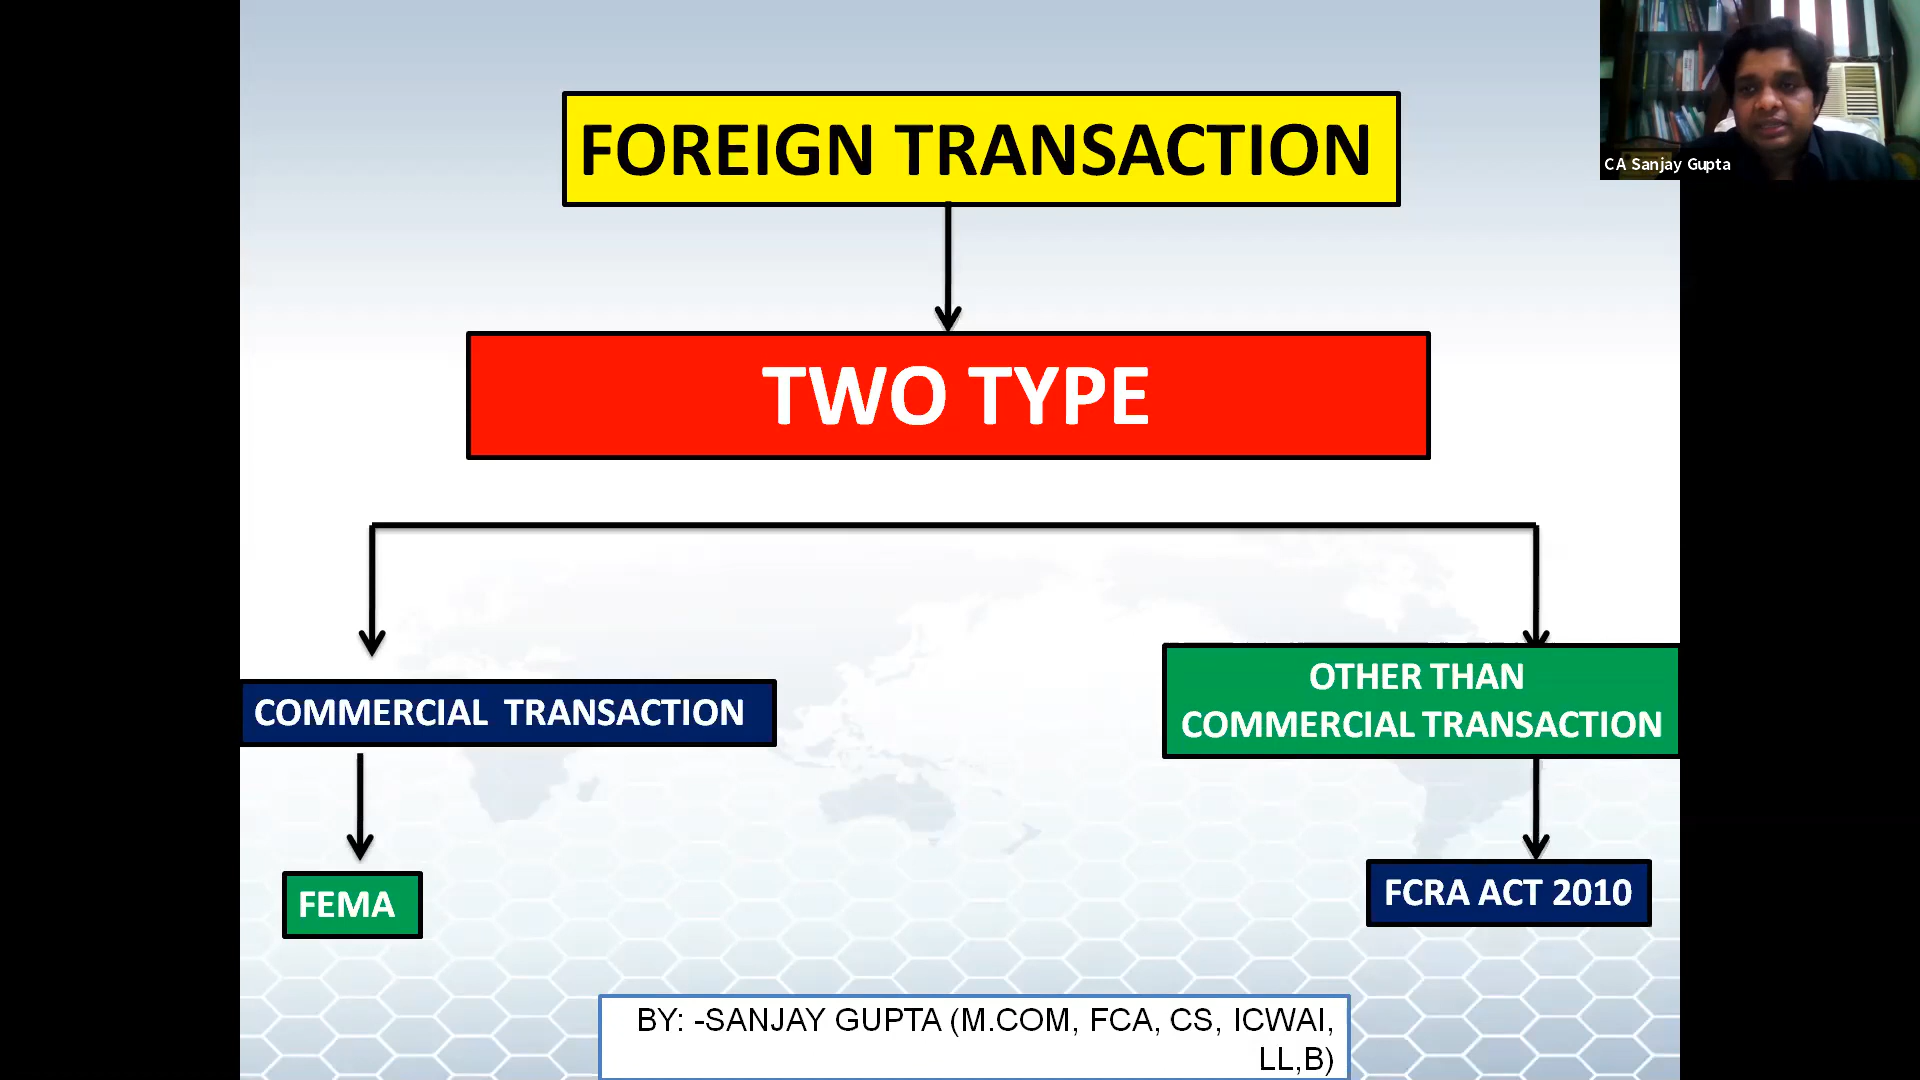 FOREIGN TRANSACTION
CA Sanjay Gupta
TWO TYPE
COMMERCIAL TRANSACTION
OTHER THAN
COMMERCIAL TRANSACTION
FEMA
FCRA ACT 2010
BY: -SANJAY GUPTA (M.COM, FCA, CS, ICWAI,
LL,B)